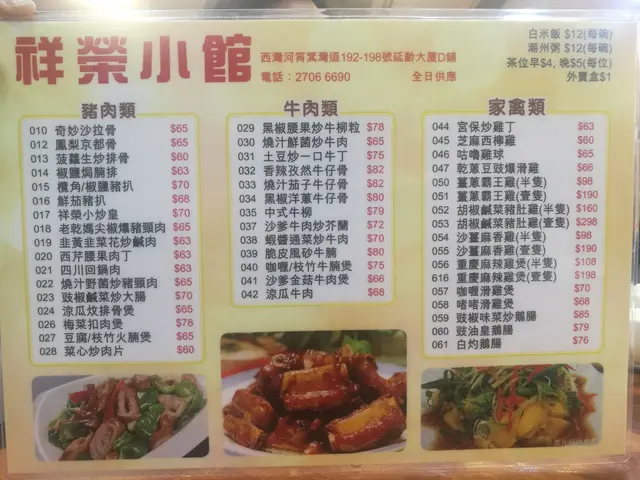 祥榮小館
西灣河筲箕灣道192-198號延齡大廈D鋪
電話：2706 6690 全日供應
白米飯 $12(每碗)
潮州粥 $12(每碗)
茶位早$4, 晚$5(每位)
外賣盒$1
豬肉類
010 奇妙沙拉骨 $65
012 鳳梨京都骨 $65
013 菠蘿生炒排骨 $60
014 椒鹽焗腩排 $63
015 欖角/椒鹽豬扒 $70
016 鮮茄豬扒 $68
017 祥榮小炒皇 $70
018 老乾媽尖椒爆豬頸肉 $65
019 韭黃韭菜花炒鹹肉 $63
020 西芹腰果肉丁 $63
021 四川回鍋肉 $63
022 燒汁野菌炒豬頸肉 $65
023 豉椒鹹菜炒大腸 $70
024 涼瓜炆排骨煲 $65
026 梅菜扣肉煲 $78
027 豆腐/枝竹火腩煲 $65
028 菜心炒肉片 $60
牛肉類
029 黑椒腰果炒牛柳粒 $78
030 燒汁鮮菌炒牛肉 $65
031 土豆炒一口牛丁 $75
032 香辣孜然牛仔骨 $82
033 燒汁茄子牛仔骨 $82
034 黑椒洋蔥牛仔骨 $80
035 中式牛柳 $79
037 沙爹牛肉炒芥蘭 $72
038 蝦醬通菜炒牛肉 $70
039 脆皮風砂牛腩 $80
040 咖喱/枝竹牛腩煲 $75
041 沙爹金菇牛肉煲 $66
042 涼瓜牛肉 $68
家禽類
044 宮保炒雞丁 $63
045 芝麻西檸雞 $60
046 咕嚕雞球 $65
047 乾蔥豆豉爆滑雞 $66
050 薑蔥霸王雞(半隻) $98
051 薑蔥霸王雞(壹隻) $190
052 胡椒鹹菜豬肚雞(半隻) $160
053 胡椒鹹菜豬肚雞(壹隻) $298
054 沙薑麻香雞(半隻) $98
055 沙薑麻香雞(壹隻) $190
056 重慶麻辣雞煲(半隻) $108
616 重慶麻辣雞煲(壹隻) $198
057 咖喱滑雞煲 $70
058 啫啫滑雞煲 $68
059 豉椒味菜炒鵝腸 $85
060 豉油皇鵝腸 $79
061 白灼鵝腸 $76